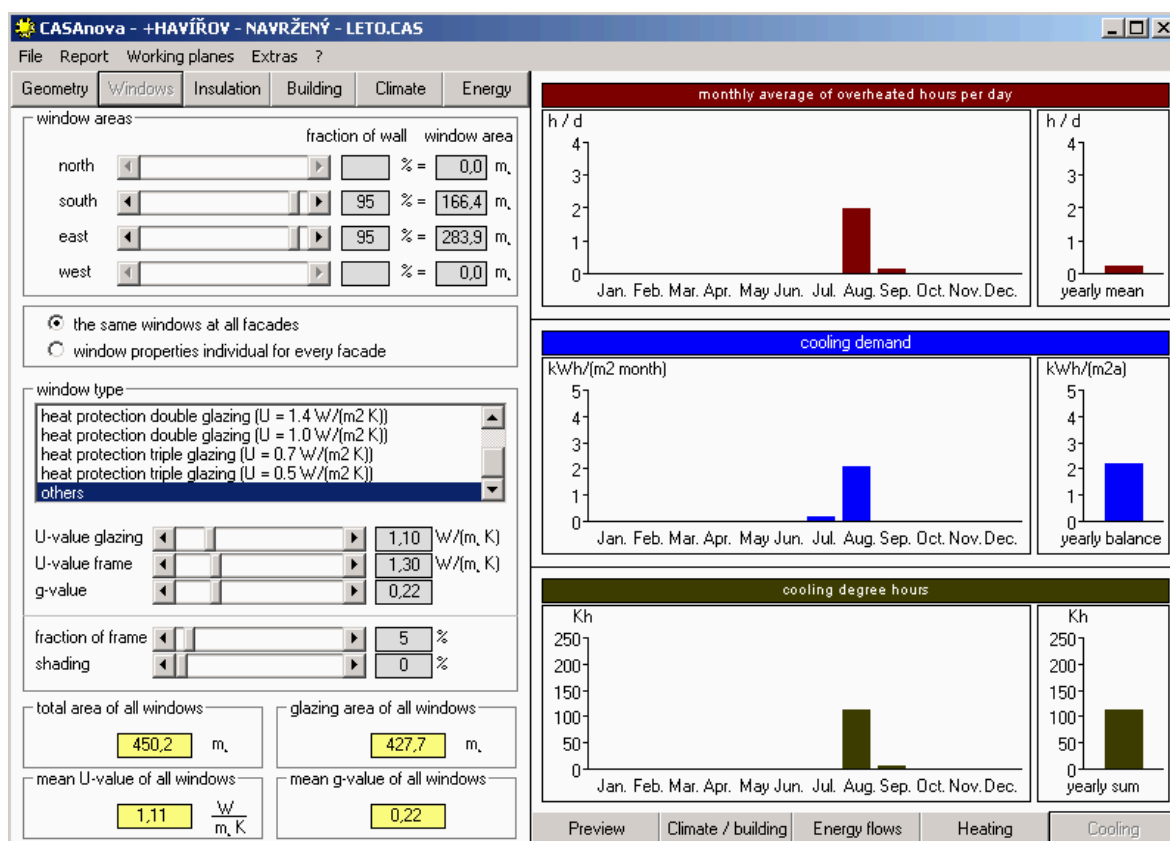 CASAnova - +HAVÍŘOV - NAVRŽENÝ - LETO.CAS
File Report Working planes Extras ?
Geometry Windows Insulation Building Climate Energy
window areas
fraction of wall window area
north % = 0,0 m,
south 95 % = 166,4 m,
east 95 % = 283,9 m,
west % = 0,0 m,
the same windows at all facades
window properties individual for every facade
window type
heat protection double glazing (U = 1.4 W/(m2 K))
heat protection double glazing (U = 1.0 W/(m2 K))
heat protection triple glazing (U = 0.7 W/(m2 K))
heat protection triple glazing (U = 0.5 W/(m2 K))
others
U-value glazing 1,10 W/(m, K)
U-value frame 1,30 W/(m, K)
g-value 0,22
fraction of frame 5 %
shading 0 %
total area of all windows
450,2 m,
glazing area of all windows
427,7 m,
mean U-value of all windows
1,11 W
m, K
mean g-value of all windows
0,22
monthly average of overheated hours per day
h / d
4
3
2
1
0
Jan. Feb. Mar. Apr. May Jun. Jul. Aug. Sep. Oct. Nov. Dec.
h / d
4
3
2
1
0
yearly mean
cooling demand
kWh/(m2 month)
5
4
3
2
1
0
Jan. Feb. Mar. Apr. May Jun. Jul. Aug. Sep. Oct. Nov. Dec.
kWh/(m2a)
5
4
3
2
1
0
yearly balance
cooling degree hours
Kh
250
200
150
100
50
0
Jan. Feb. Mar. Apr. May Jun. Jul. Aug. Sep. Oct. Nov. Dec.
Kh
250
200
150
100
50
0
yearly sum
Preview Climate / building Energy flows Heating Cooling